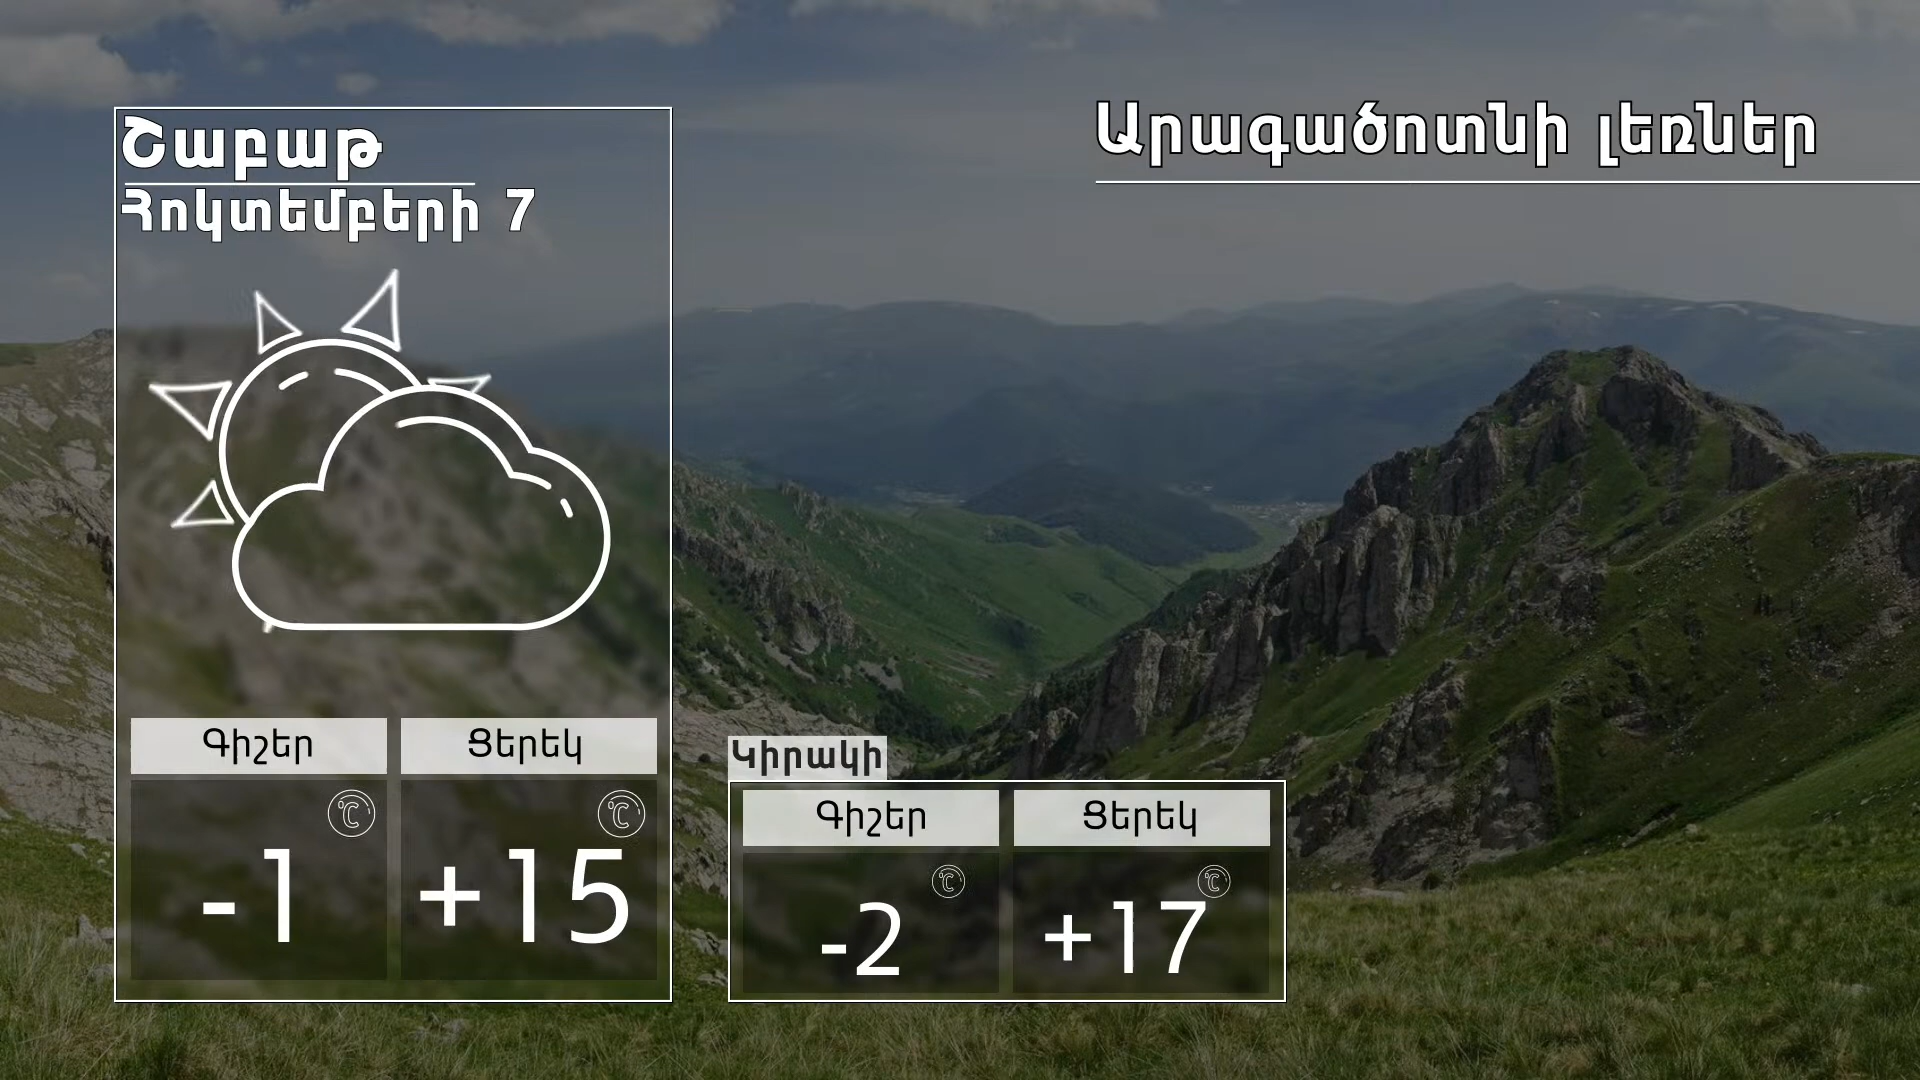 Շաբաթ
Հոկտեմբերի 7
Արագածոտնի լեռներ
Գիշեր
Ցերեկ
°C
°C
-1
+15
Կիրակի
Գիշեր
Ցերեկ
°C
°C
-2
+17